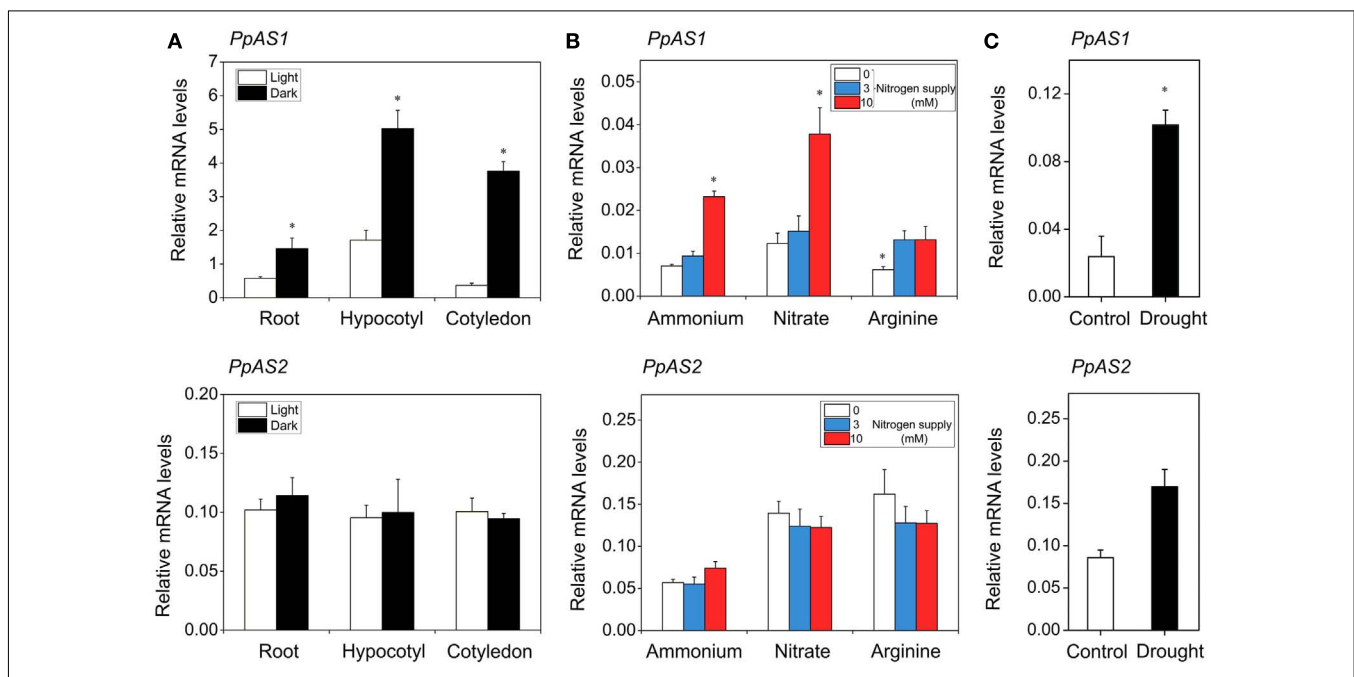 A
PpAS1
Relative mRNA levels
7
6
5
4
3
2
1
0
Light
Dark
*
*
*
Root Hypocotyl Cotyledon
B
PpAS1
Relative mRNA levels
0.05
0.04
0.03
0.02
0.01
0.00
0
3 Nitrogen supply
10 (mM)
*
*
*
Ammonium Nitrate Arginine
C
PpAS1
Relative mRNA levels
0.12
0.08
0.04
0.00
*
Control Drought
PpAS2
Relative mRNA levels
0.20
0.15
0.10
0.05
0.00
Light
Dark
Root Hypocotyl Cotyledon
PpAS2
Relative mRNA levels
0.25
0.20
0.15
0.10
0.05
0.00
0
3 Nitrogen supply
10 (mM)
Ammonium Nitrate Arginine
PpAS2
Relative mRNA levels
0.25
0.20
0.15
0.10
0.05
0.00
Control Drought